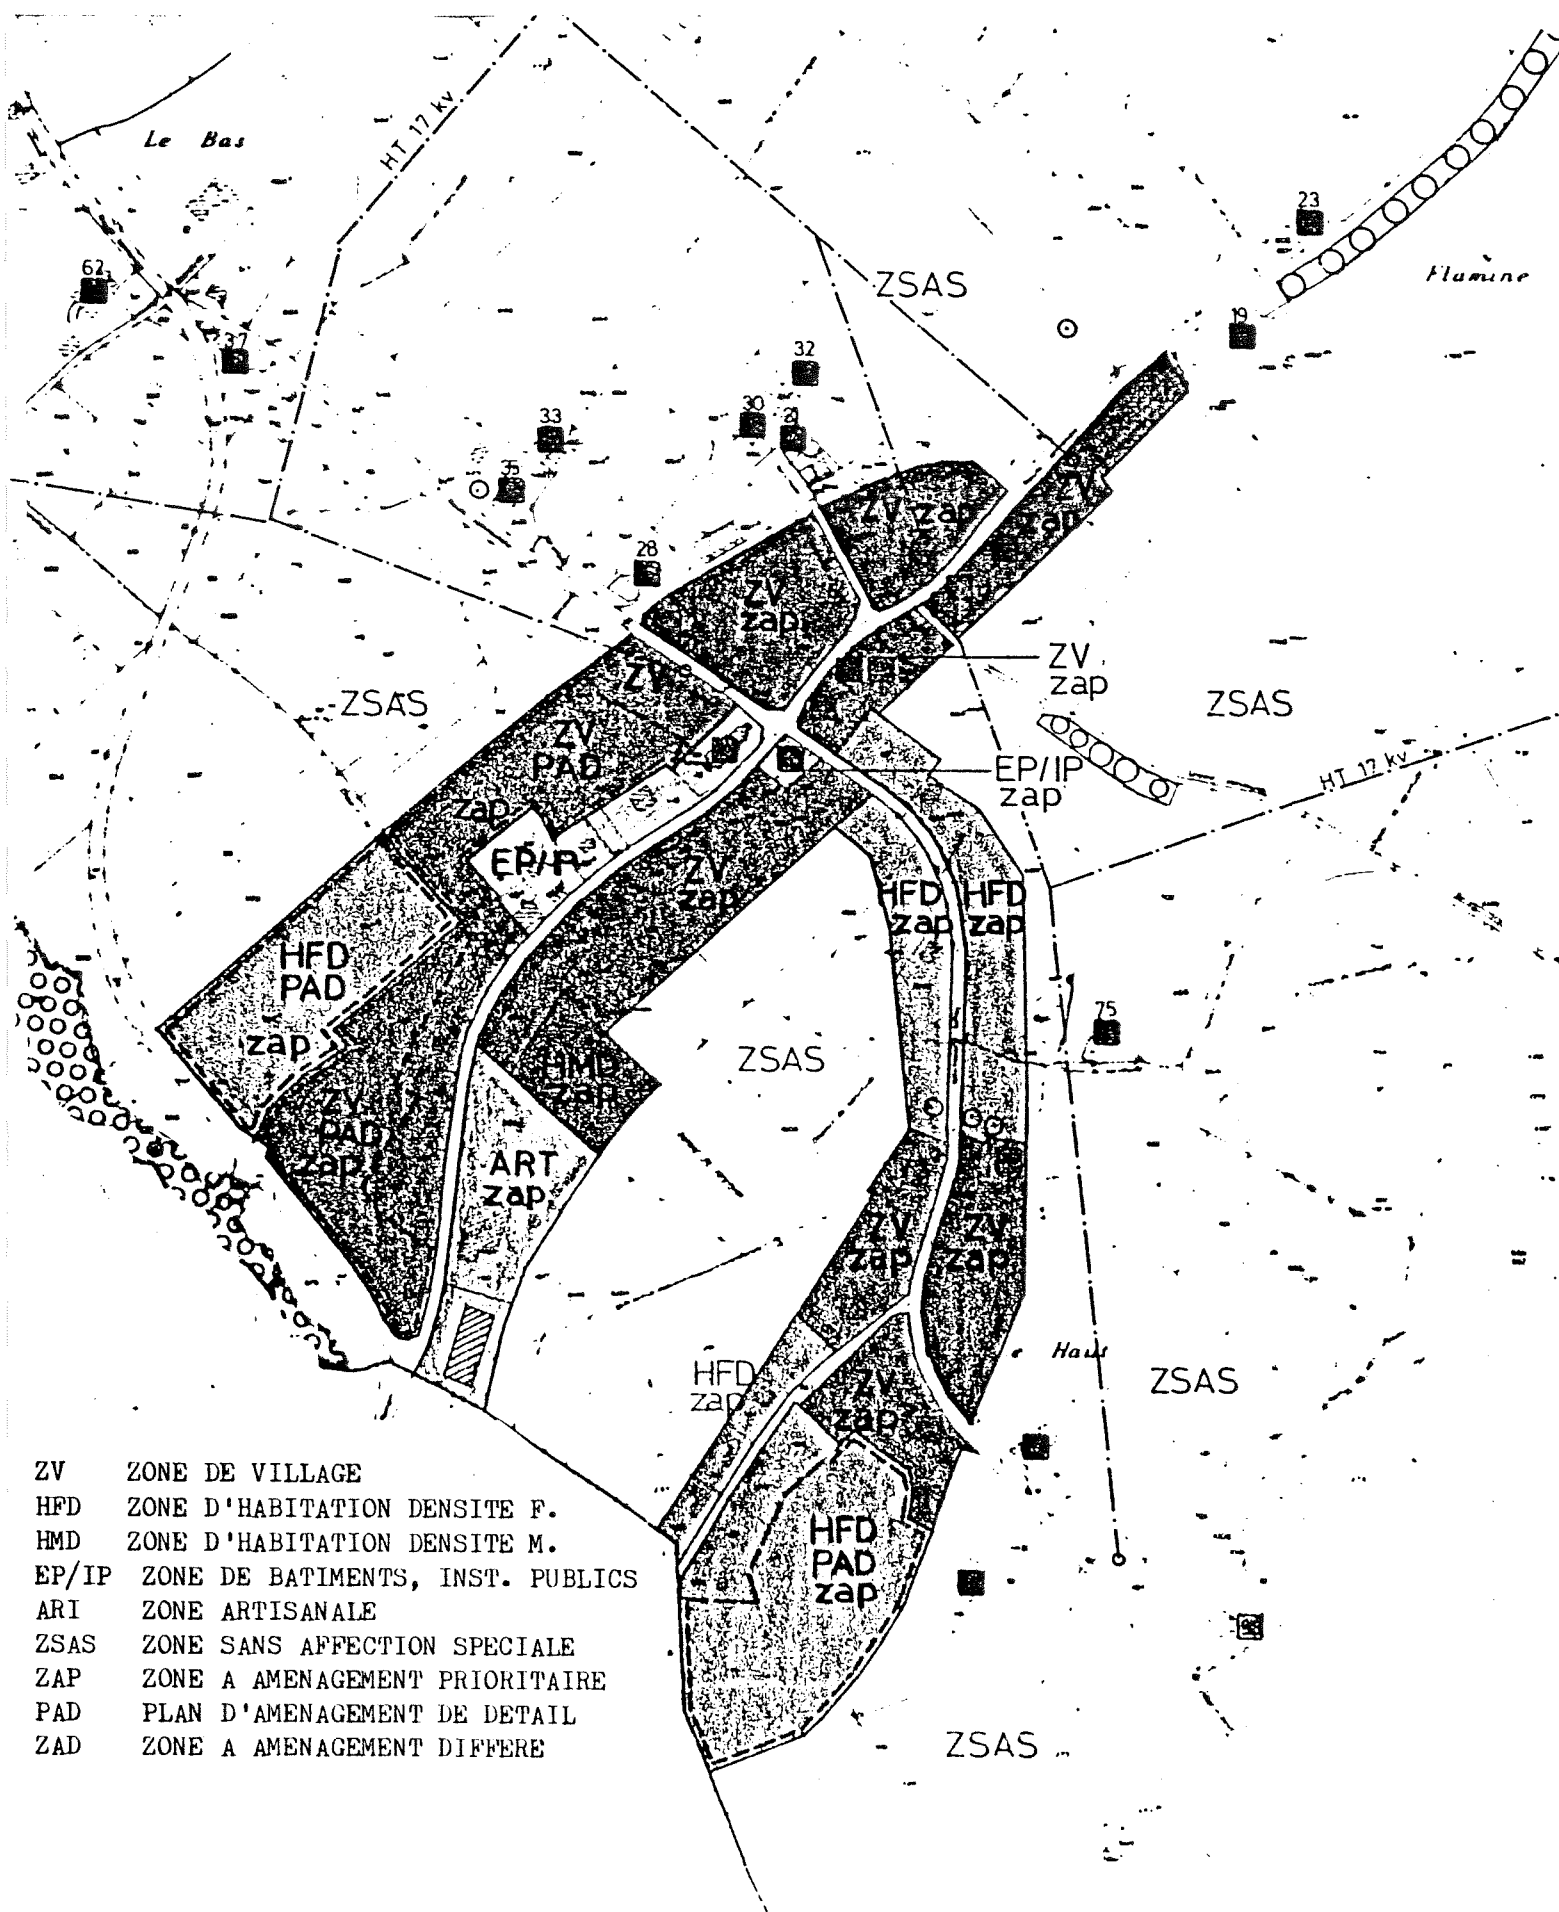 HT 17 kv
Le Bas
23
62
ZSAS
Flamine
19
37
32
30
21
33
35
ZV
zap
ZV zap
28
ZV
zap
ZV
zap
ZSAS
ZV
ZSAS
ZV
PAD
zap
EP/IP
zap
HT 17 kv
EP/IP
ZV
zap
HFD
zap
HFD
zap
HFD
PAD
zap
75
ZSAS
HMD
zap
ZV
PAD
zap
ART
zap
ZV
zap
ZV
zap
Haut
HFD
zap
ZV
zap
ZSAS
HFD
PAD
zap
ZSAS
ZV ZONE DE VILLAGE
HFD ZONE D'HABITATION DENSITE F.
HMD ZONE D'HABITATION DENSITE M.
EP/IP ZONE DE BATIMENTS, INST. PUBLICS
ARI ZONE ARTISANALE
ZSAS ZONE SANS AFFECTION SPECIALE
ZAP ZONE A AMENAGEMENT PRIORITAIRE
PAD PLAN D'AMENAGEMENT DE DETAIL
ZAD ZONE A AMENAGEMENT DIFFERE